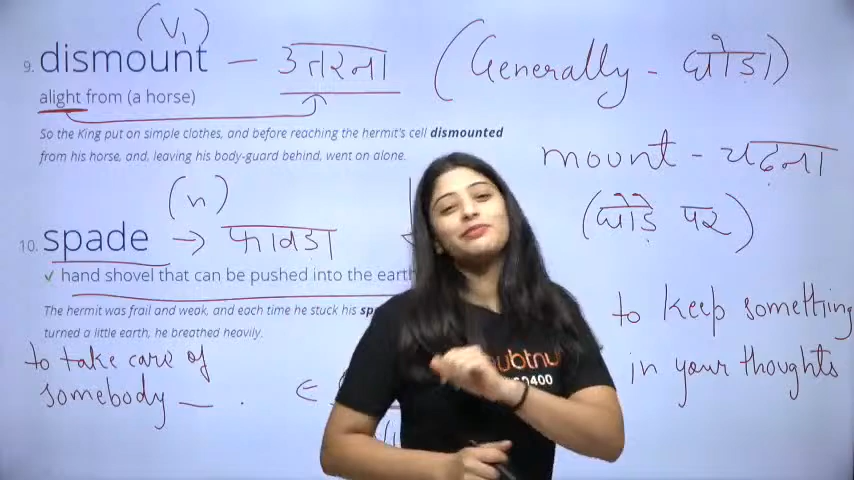 (V1)
9. dismount – उतरना (Generally - घोड़ा)
alight from (a horse)
So the King put on simple clothes, and before reaching the hermit's cell dismounted
from his horse, and, leaving his body-guard behind, went on alone.
mount - चढ़ना
(घोड़े पर)
(n)
10. spade → फावड़ा
✓ hand shovel that can be pushed into the earth
The hermit was frail and weak, and each time he stuck his
turned a little earth, he breathed heavily.
to take care of
somebody
to keep something
in your thoughts